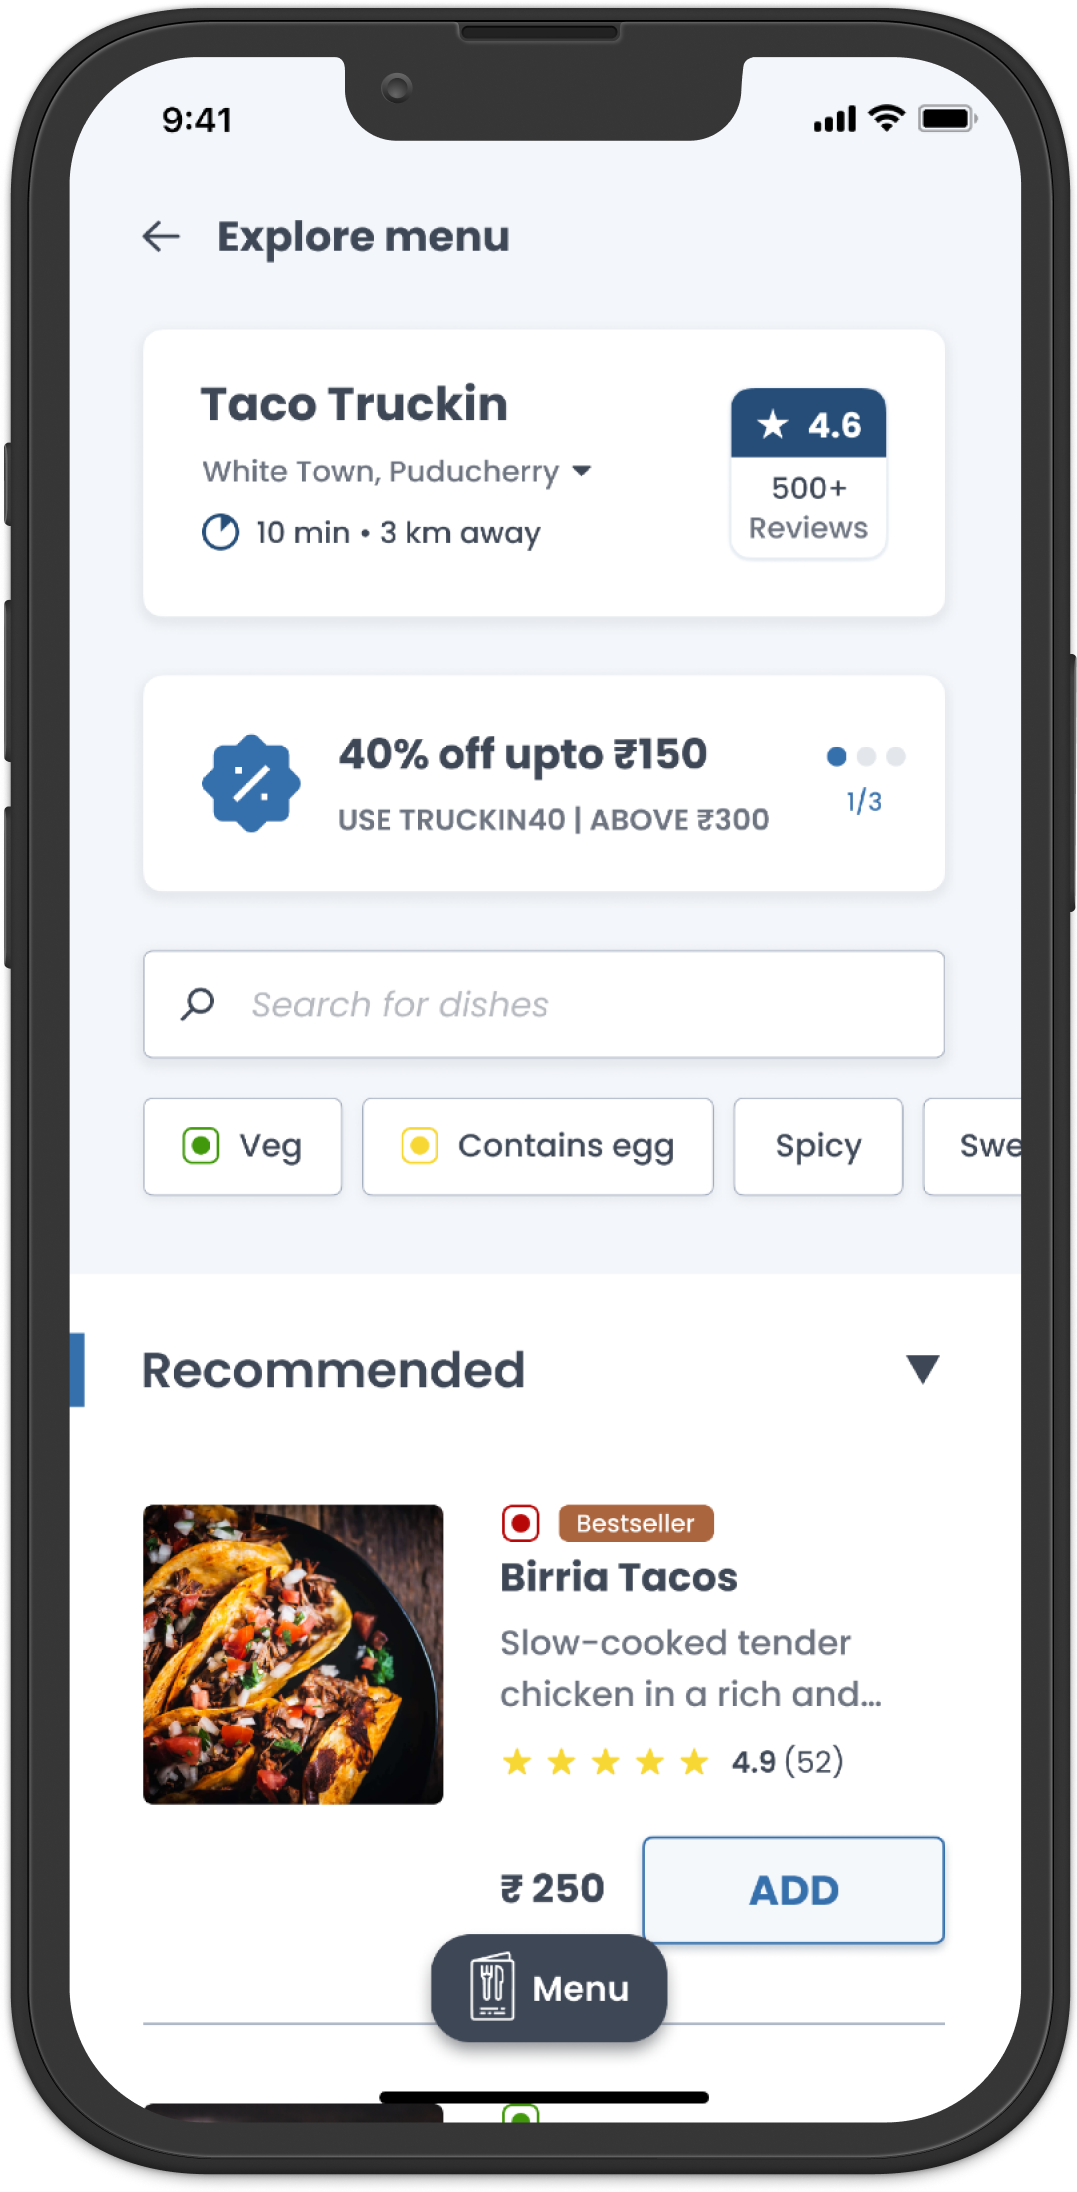 9:41
Explore menu
Taco Truckin
White Town, Puducherry
10 min • 3 km away
4.6
500+
Reviews
40% off upto ₹150
USE TRUCKIN40 | ABOVE ₹300
1/3
Search for dishes
Veg
Contains egg
Spicy
Swe
Recommended
Bestseller
Birria Tacos
Slow-cooked tender
chicken in a rich and...
4.9 (52)
₹ 250
ADD
Menu